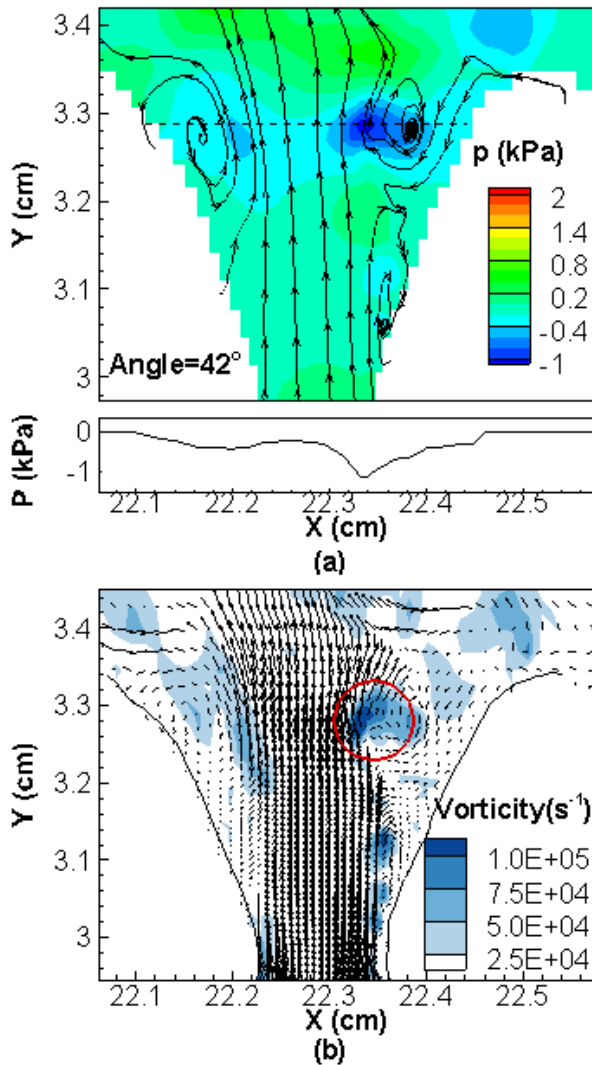 3.4
3.3
3.2
3.1
3
Y (cm)
p (kPa)
2
1.4
0.8
0.2
-0.4
-1
Angle=42°
P (kPa)
0
-1
22.1 22.2 22.3 22.4 22.5
X (cm)
(a)
3.4
3.3
3.2
3.1
3
Y (cm)
Vorticity(s⁻¹)
1.0E+05
7.5E+04
5.0E+04
2.5E+04
22.1 22.2 22.3 22.4 22.5
X (cm)
(b)